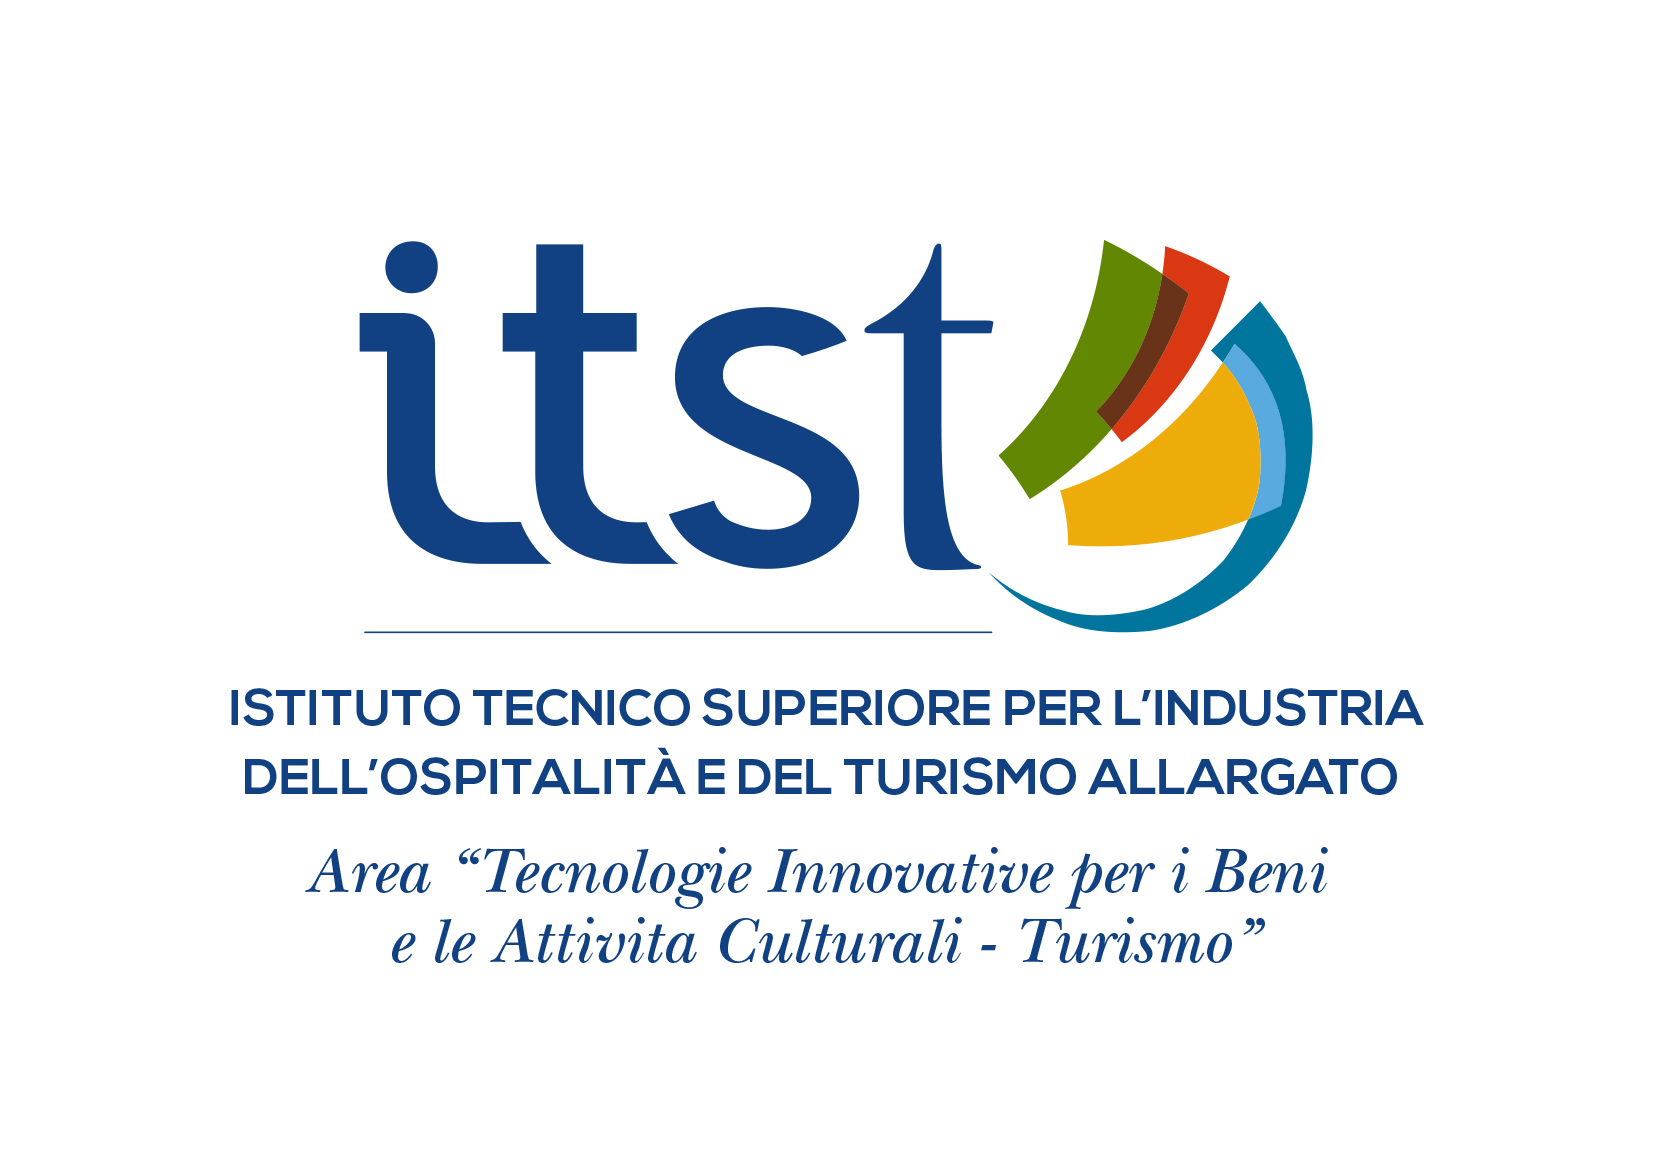 itst
ISTITUTO TECNICO SUPERIORE PER L’INDUSTRIA
DELL’OSPITALITÀ E DEL TURISMO ALLARGATO
Area “Tecnologie Innovative per i Beni
e le Attivita Culturali - Turismo”